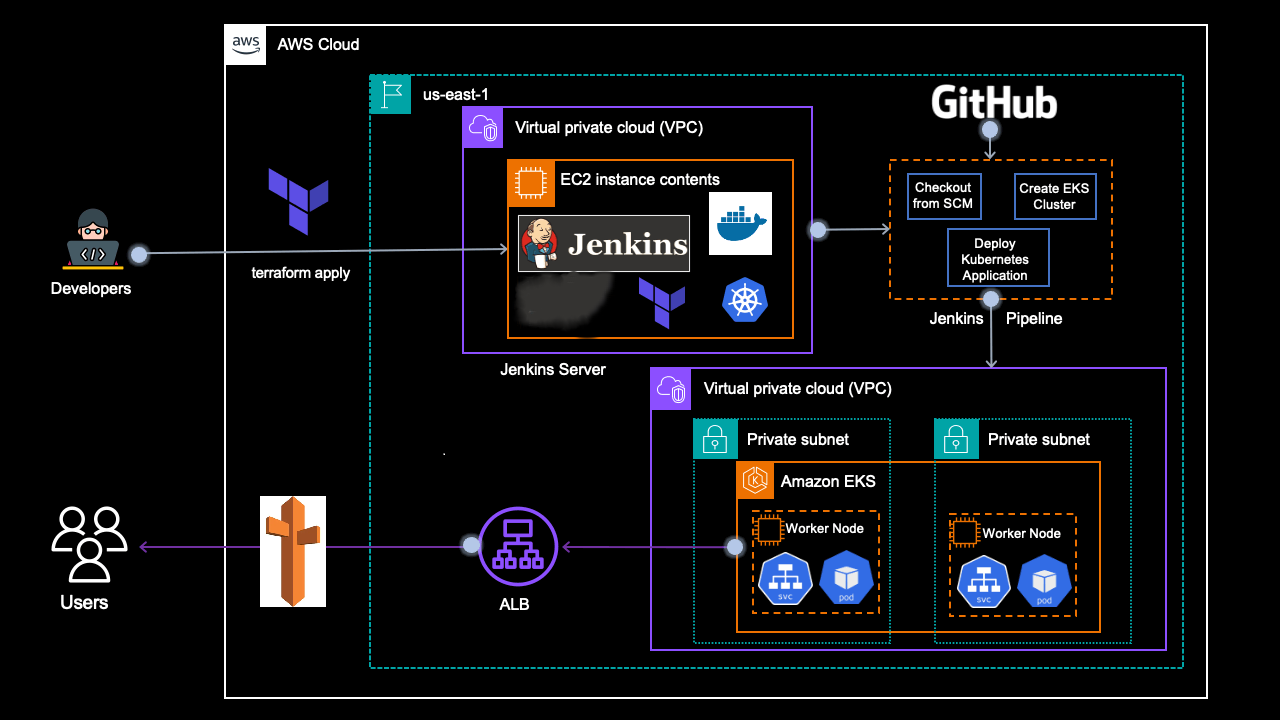 aws
AWS Cloud
us-east-1
GitHub
Virtual private cloud (VPC)
EC2 instance contents
Jenkins
Checkout
from SCM
Create EKS
Cluster
Deploy
Kubernetes
Application
Jenkins Pipeline
Developers
terraform apply
Jenkins Server
Virtual private cloud (VPC)
Private subnet
Private subnet
Amazon EKS
K
Worker Node
svc
pod
Worker Node
svc
pod
Users
ALB